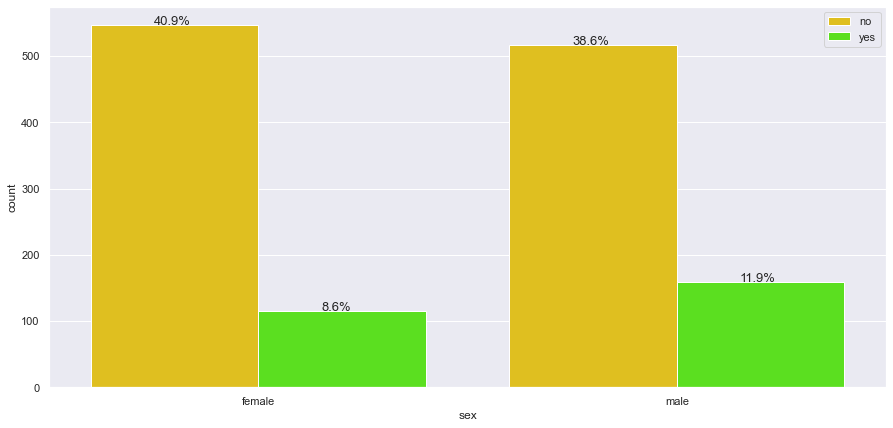 40.9%
38.6%
11.9%
8.6%
no
yes
500
400
300
200
100
0
count
female
male
sex